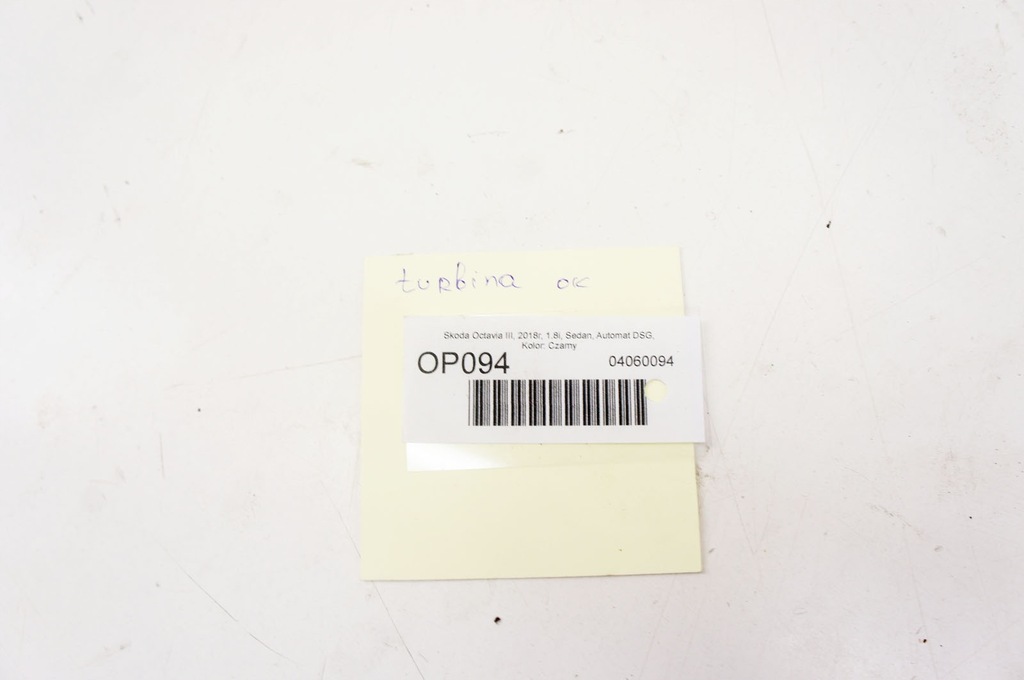 turbina ok
Skoda Octavia III, 2018r, 1.8i, Sedan, Automat DSG,
Kolor: Czarny
OP094 04060094